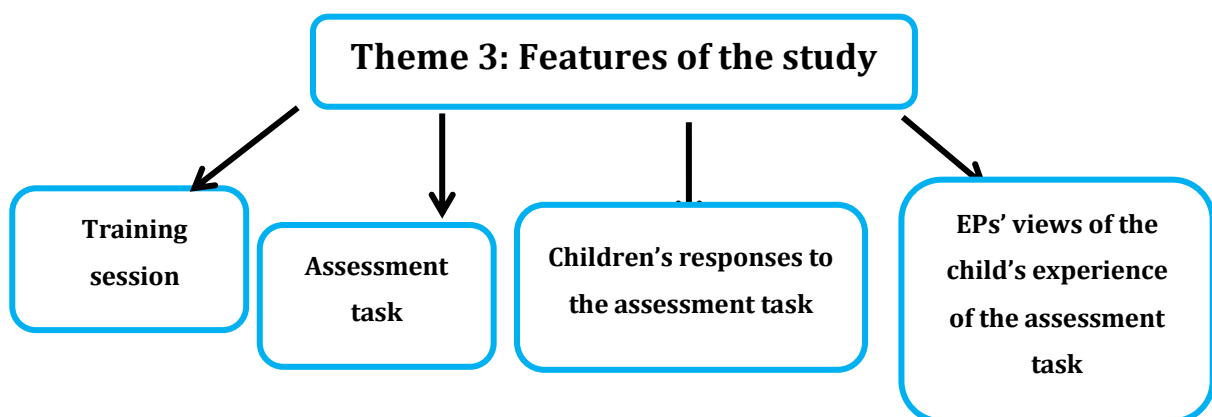 Theme 3: Features of the study
Training
session
Assessment
task
Children’s responses to
the assessment task
EPs’ views of the
child’s experience
of the assessment
task